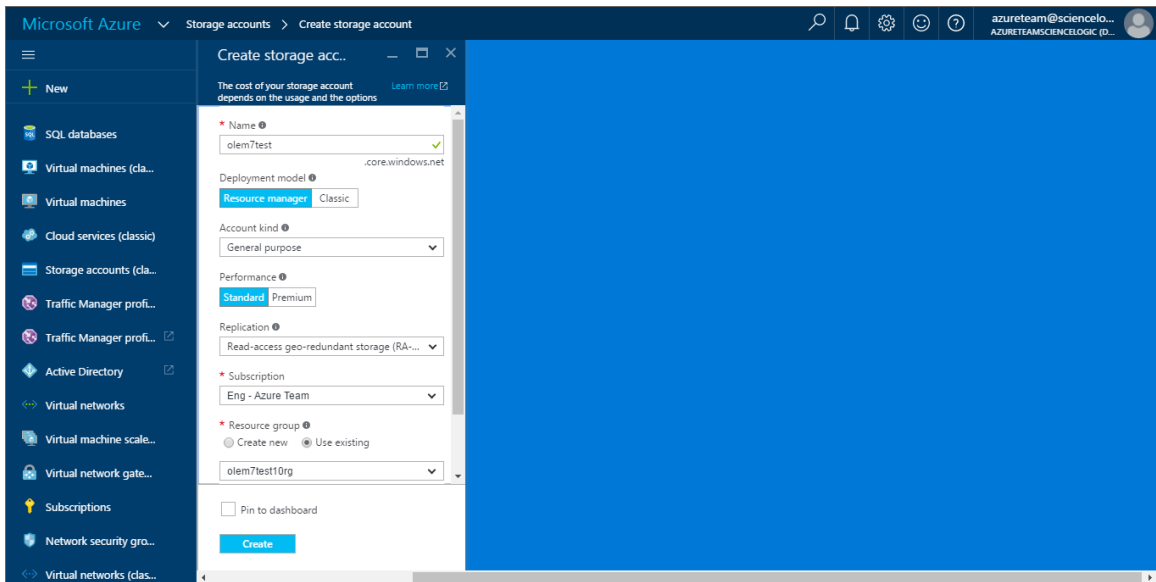 Microsoft Azure Storage accounts > Create storage account
azureteam@sciencelo...
AZURETEAMSCIENCELOGIC (D...
New
SQL databases
Virtual machines (cla...
Virtual machines
Cloud services (classic)
Storage accounts (cla...
Traffic Manager profi...
Traffic Manager profi...
Active Directory
Virtual networks
Virtual machine scale...
Virtual network gate...
Subscriptions
Network security gro...
Virtual networks (clas...
Create storage acc..
The cost of your storage account
depends on the usage and the options
Learn more
* Name
olem7test
.core.windows.net
Deployment model
Resource manager Classic
Account kind
General purpose
Performance
Standard Premium
Replication
Read-access geo-redundant storage (RA-...
* Subscription
Eng - Azure Team
* Resource group
Create new Use existing
olem7test10rg
Pin to dashboard
Create